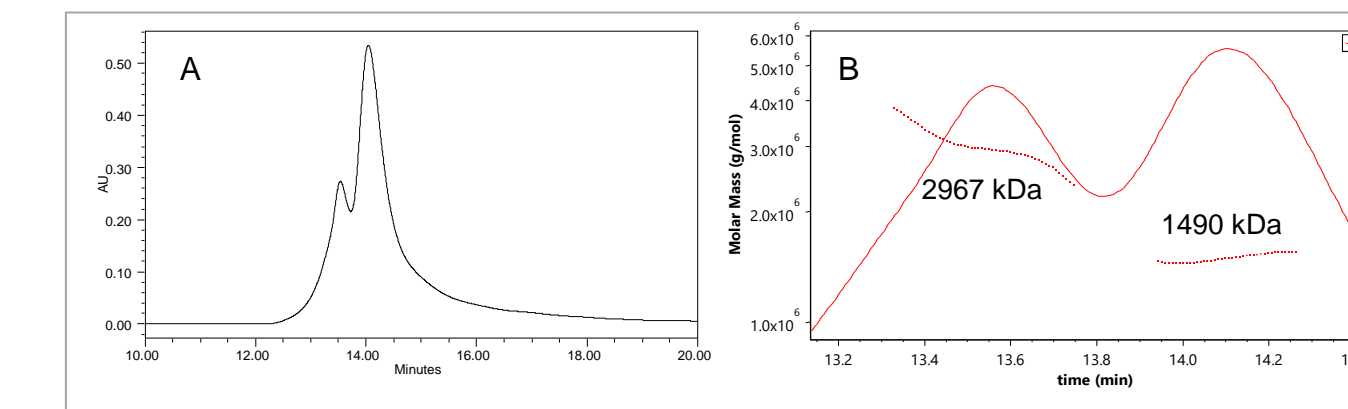 A
AU
0.50
0.40
0.30
0.20
0.10
0.00
10.00 12.00 14.00 16.00 18.00 20.00
Minutes
B
Molar Mass (g/mol)
6.0x10^6
5.0x10^6
4.0x10^6
3.0x10^6
2.0x10^6
1.0x10^6
2967 kDa
1490 kDa
13.2 13.4 13.6 13.8 14.0 14.2
time (min)